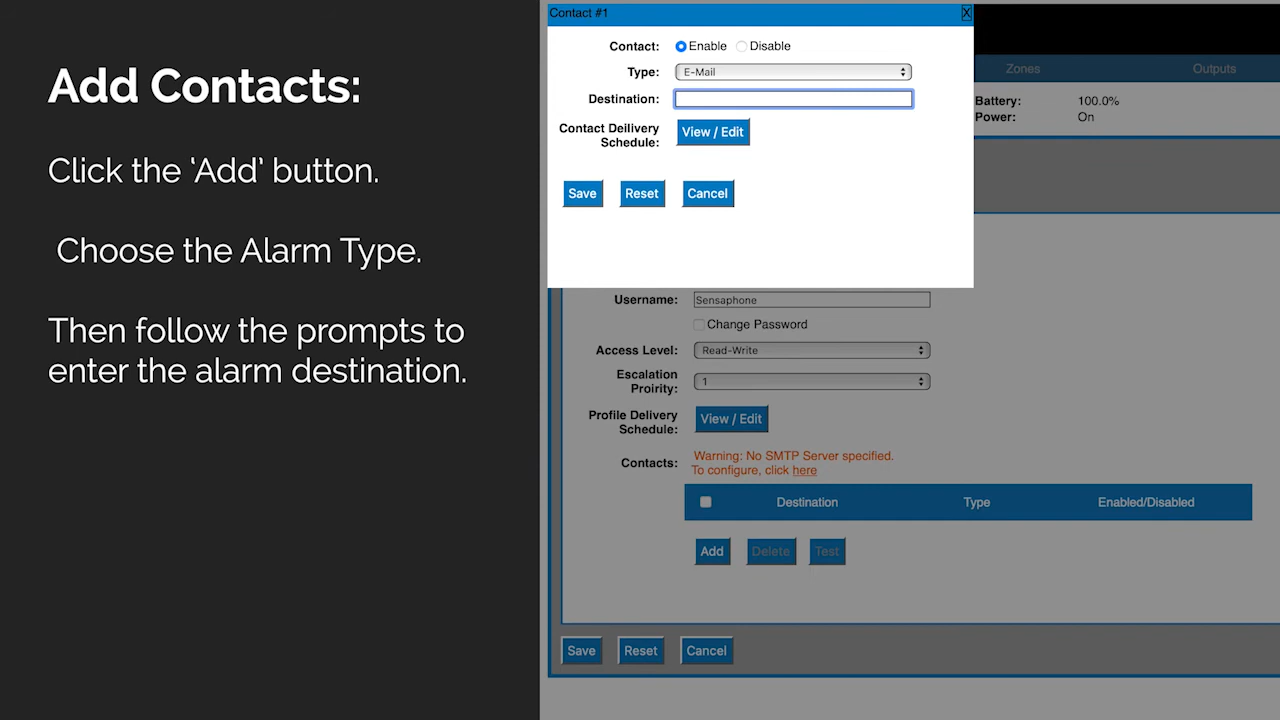 Add Contacts:
Click the ‘Add’ button.
Choose the Alarm Type.
Then follow the prompts to
enter the alarm destination.
Contact #1
X
Contact: Enable Disable
Type: E-Mail
Destination:
Contact Deilivery
Schedule:
View / Edit
Save Reset Cancel
Zones Outputs
Battery: 100.0%
Power: On
Username: Sensaphone
Change Password
Access Level: Read-Write
Escalation
Proirity:
1
Profile Delivery
Schedule:
View / Edit
Contacts:
Warning: No SMTP Server specified.
To configure, click here
Destination Type Enabled/Disabled
Add Delete Test
Save Reset Cancel